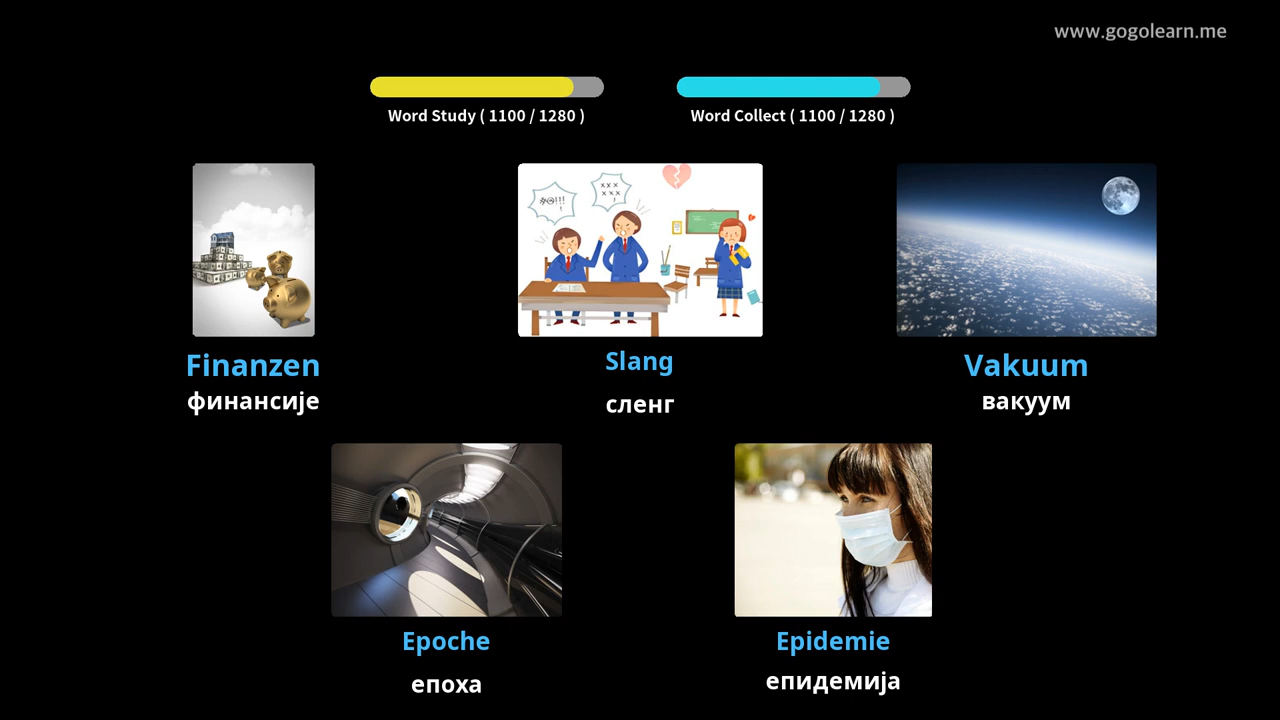 www.gogolearn.me
Word Study ( 1100 / 1280 )
Word Collect ( 1100 / 1280 )
#@!!!
!
x x x
x x x
!
Finanzen
финансије
Slang
сленг
Vakuum
вакуум
Epoche
епоха
Epidemie
епидемија